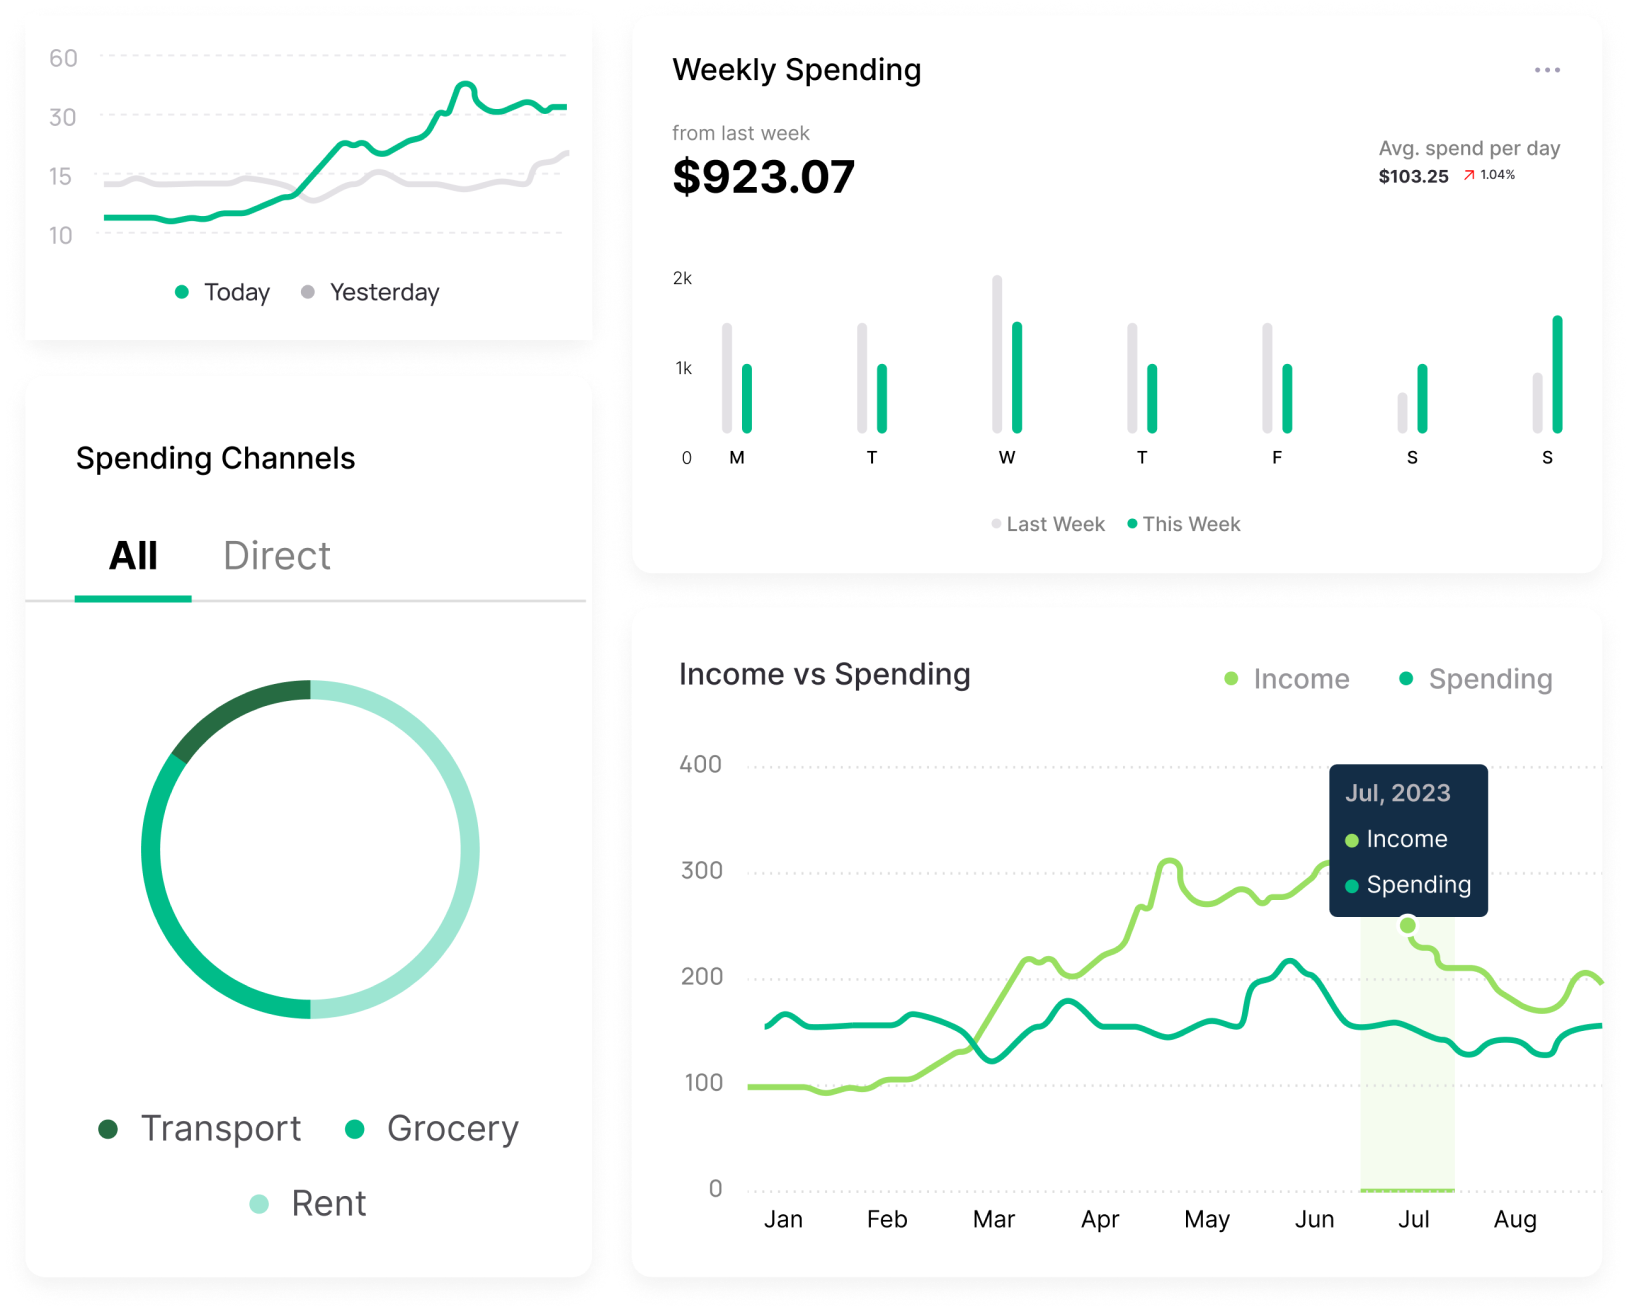 60
30
15
10
Today Yesterday
Weekly Spending
from last week
$923.07
Avg. spend per day
$103.25 1.04%
2k
1k
0 M T W T F S S
Last Week This Week
Spending Channels
All Direct
Transport Grocery
Rent
Income vs Spending
Income Spending
400
300
200
100
0
Jul, 2023
Income
Spending
Jan Feb Mar Apr May Jun Jul Aug